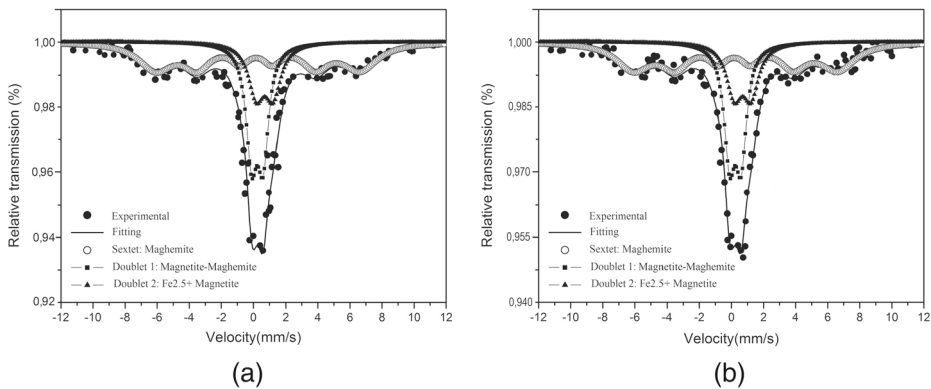 Relative transmission (%)
1,00
0,98
0,96
0,94
0,92
Experimental
Fitting
Sextet: Maghemite
Doublet 1: Magnetite-Maghemite
Doublet 2: Fe2.5+ Magnetite
-12 -10 -8 -6 -4 -2 0 2 4 6 8 10 12
Velocity(mm/s)
(a)
Relative transmission (%)
1,000
0,985
0,970
0,955
0,940
Experimental
Fitting
Sextet: Maghemite
Doublet 1: Magnetite-Maghemite
Doublet 2: Fe2.5+ Magnetite
-12 -10 -8 -6 -4 -2 0 2 4 6 8 10 12
Velocity(mm/s)
(b)